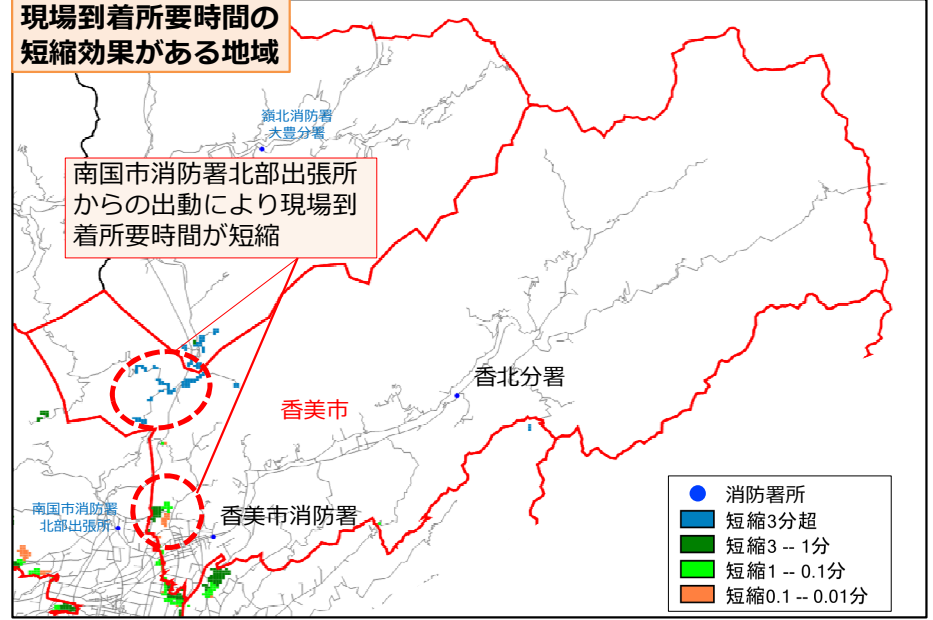 現場到着所要時間の
短縮効果がある地域
嶺北消防署
大豊分署
南国市消防署北部出張所
からの出動により現場到
着所要時間が短縮
香北分署
香美市
南国市消防署
北部出張所
香美市消防署
消防署所
短縮3分超
短縮3 -- 1分
短縮1 -- 0.1分
短縮0.1 -- 0.01分